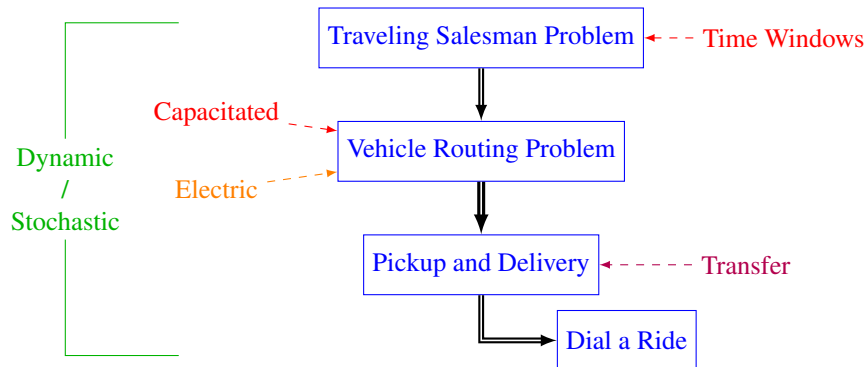 Traveling Salesman Problem
Time Windows
Capacitated
Vehicle Routing Problem
Dynamic
/
Stochastic
Electric
Pickup and Delivery
Transfer
Dial a Ride